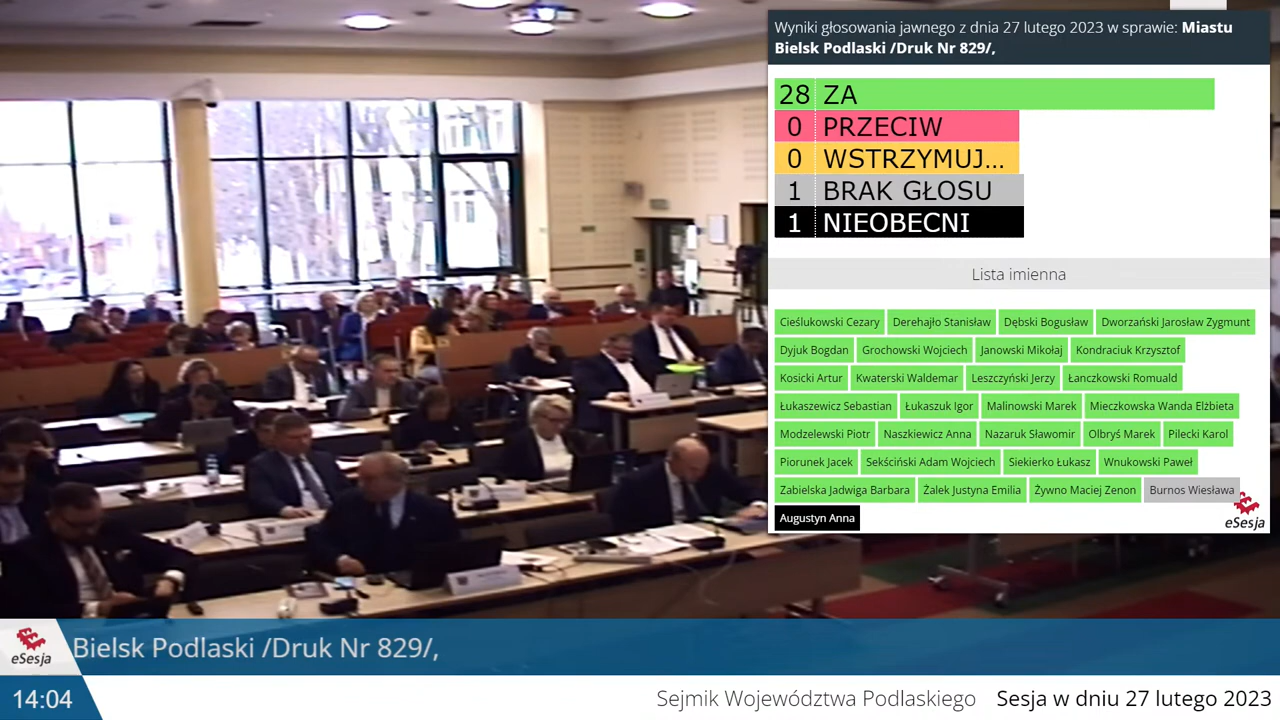 Wyniki głosowania jawnego z dnia 27 lutego 2023 w sprawie: Miastu
Bielsk Podlaski /Druk Nr 829/,
28 ZA
0 PRZECIW
0 WSTRZYMUJ...
1 BRAK GŁOSU
1 NIEOBECNI
Lista imienna
Cieślukowski Cezary Derehajło Stanisław Dębski Bogusław Dworzański Jarosław Zygmunt
Dyjuk Bogdan Grochowski Wojciech Janowski Mikołaj Kondraciuk Krzysztof
Kosicki Artur Kwaterski Waldemar Leszczyński Jerzy Łanczkowski Romuald
Łukaszewicz Sebastian Łukaszuk Igor Malinowski Marek Mieczkowska Wanda Elżbieta
Modzelewski Piotr Naszkiewicz Anna Nazaruk Sławomir Olbryś Marek Pilecki Karol
Piorunek Jacek Sekściński Adam Wojciech Siekierko Łukasz Wnukowski Paweł
Zabielska Jadwiga Barbara Żalek Justyna Emilia Żywno Maciej Zenon Burnos Wiesława
Augustyn Anna
eSesja
eSesja
Bielsk Podlaski /Druk Nr 829/,
14:04
Sejmik Województwa Podlaskiego Sesja w dniu 27 lutego 2023